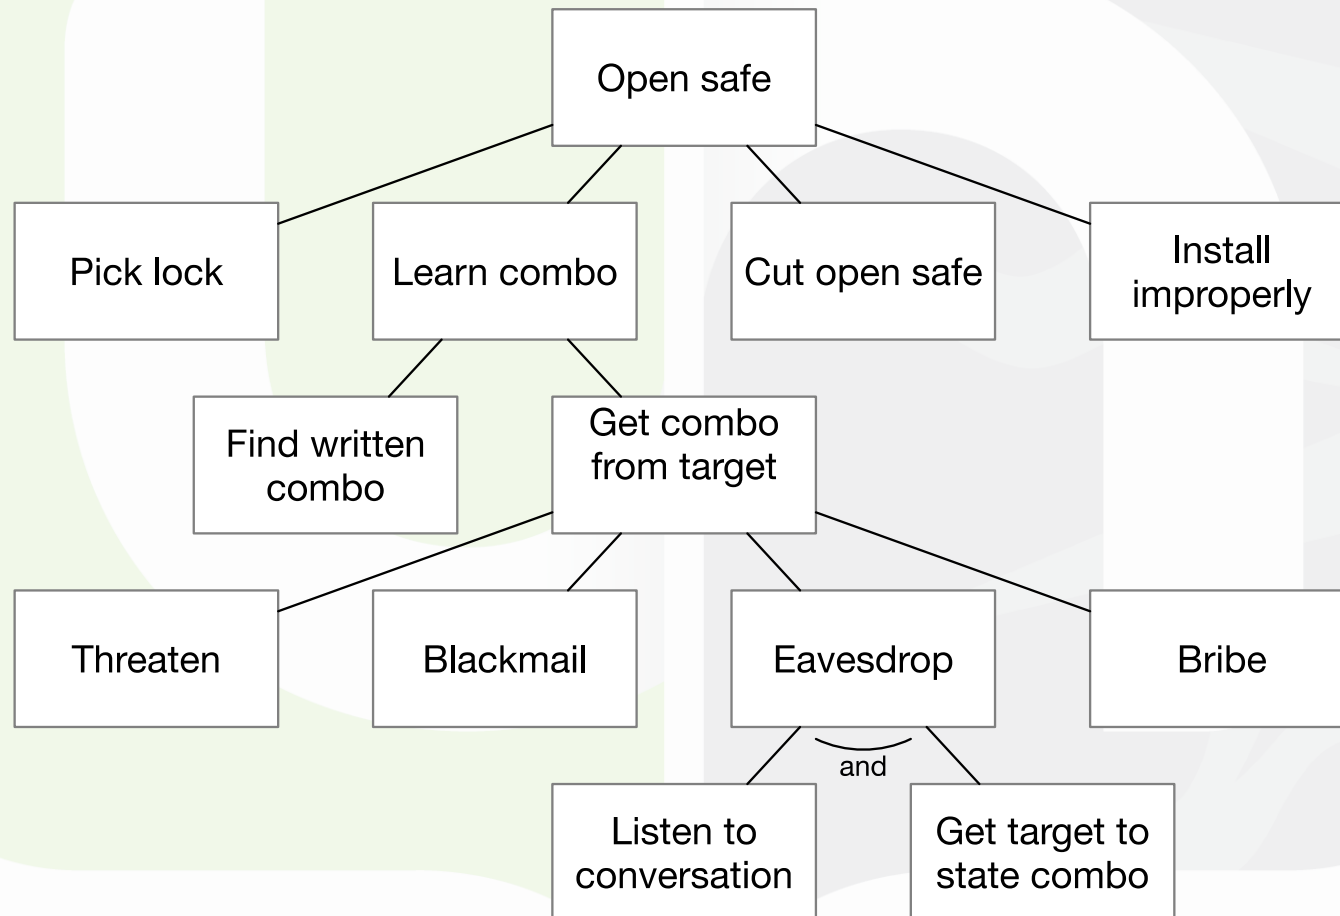 Open safe
Pick lock
Learn combo
Cut open safe
Install
improperly
Find written
combo
Get combo
from target
Threaten
Blackmail
Eavesdrop
Bribe
and
Listen to
conversation
Get target to
state combo